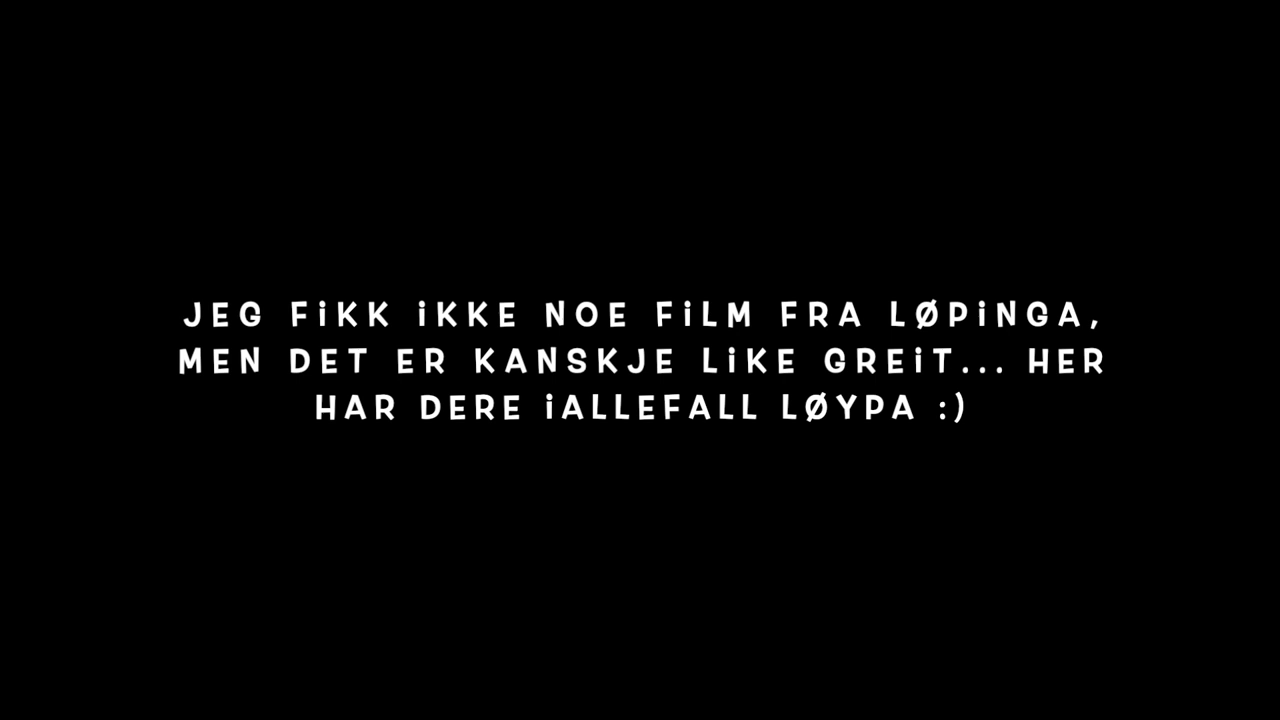 JEG FiKK iKKE NOE FiLM FRA LØPiNGA,
MEN DET ER KANSKJE LiKE GREiT... HER
HAR DERE iALLEFALL LØYPA :)